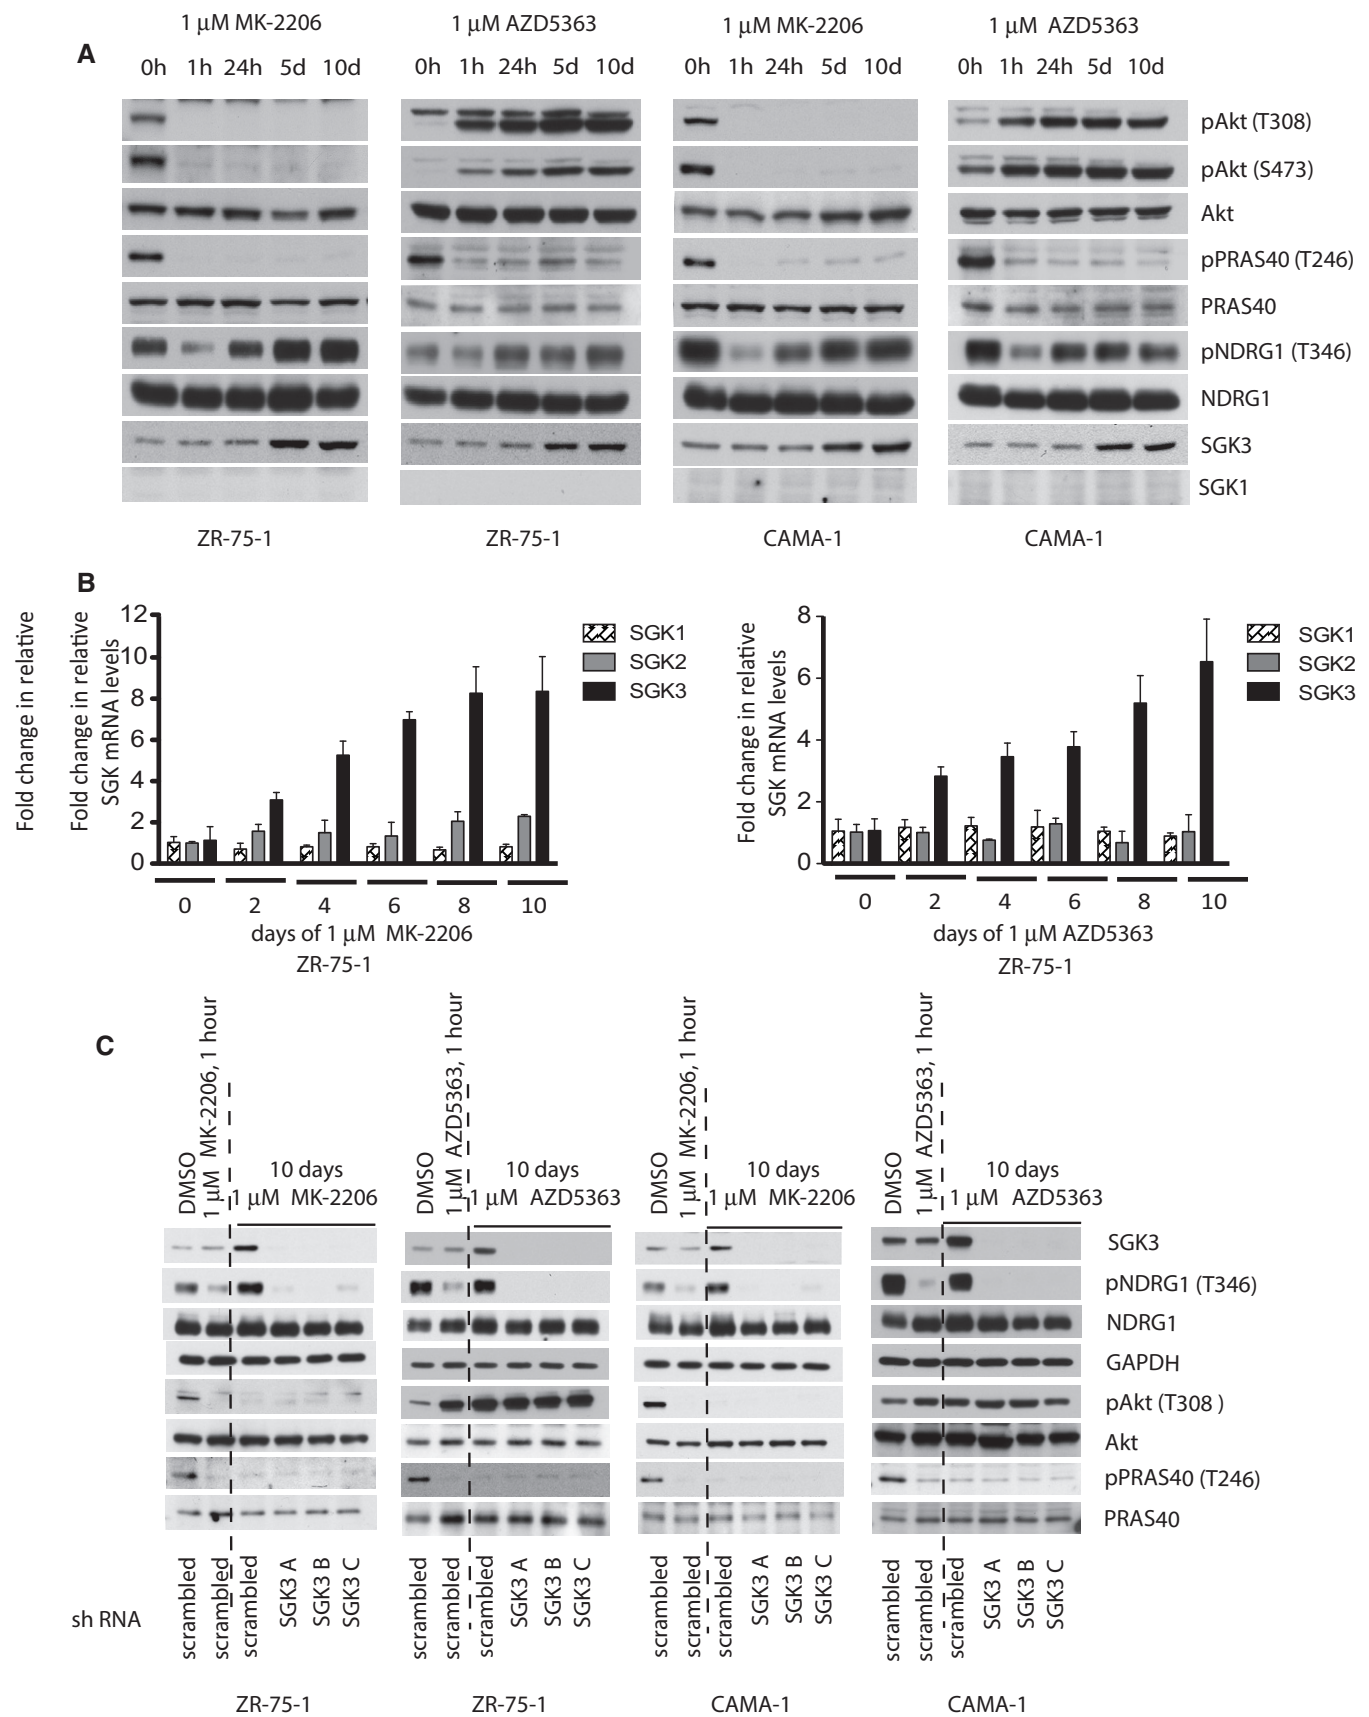 A
1 μM MK-2206
1 μM AZD5363
1 μM MK-2206
1 μM AZD5363
0h 1h 24h 5d 10d
0h 1h 24h 5d 10d
0h 1h 24h 5d 10d
0h 1h 24h 5d 10d
pAkt (T308)
pAkt (S473)
Akt
pPRAS40 (T246)
PRAS40
pNDRG1 (T346)
NDRG1
SGK3
SGK1
ZR-75-1
ZR-75-1
CAMA-1
CAMA-1
B
Fold change in relative
Fold change in relative
SGK mRNA levels
12
10
8
6
4
2
0
SGK1
SGK2
SGK3
0 2 4 6 8 10
days of 1 μM MK-2206
ZR-75-1
Fold change in relative
SGK mRNA levels
8
6
4
2
0
SGK1
SGK2
SGK3
0 2 4 6 8 10
days of 1 μM AZD5363
ZR-75-1
C
DMSO
1 μM MK-2206, 1 hour
10 days
1 μM MK-2206
DMSO
1 μM AZD5363, 1 hour
10 days
1 μM AZD5363
DMSO
1 μM MK-2206, 1 hour
10 days
1 μM MK-2206
DMSO
1 μM AZD5363, 1 hour
10 days
1 μM AZD5363
SGK3
pNDRG1 (T346)
NDRG1
GAPDH
pAkt (T308 )
Akt
pPRAS40 (T246)
PRAS40
sh RNA
scrambled
scrambled
scrambled
SGK3 A
SGK3 B
SGK3 C
scrambled
scrambled
scrambled
SGK3 A
SGK3 B
SGK3 C
scrambled
scrambled
scrambled
SGK3 A
SGK3 B
SGK3 C
scrambled
scrambled
scrambled
SGK3 A
SGK3 B
SGK3 C
ZR-75-1
ZR-75-1
CAMA-1
CAMA-1